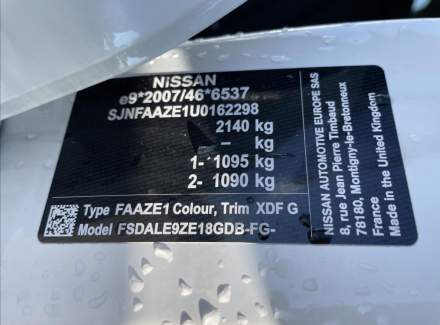 NISSAN
e9*2007/46*6537
SJNFAAZE1U0162298
2140 kg
– kg
1- 1095 kg
2- 1090 kg
Type FAAZE1 Colour, Trim XDF G
Model FSDALE9ZE18GDB-FG-
NISSAN AUTOMOTIVE EUROPE SAS
8, rue Jean Pierre Timbaud
78180, Montigny-le-Bretonneux
France
Made in the United Kingdom